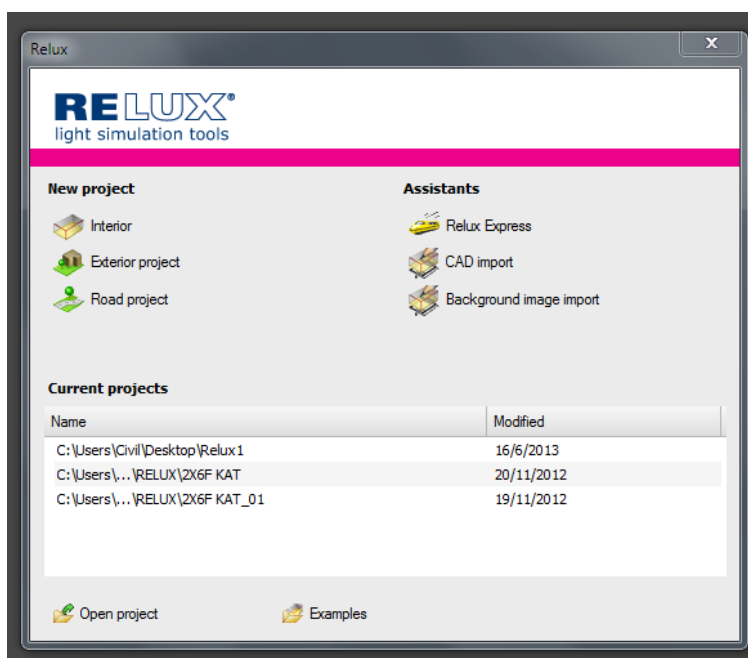 Relux
RELUX®
light simulation tools
New project
Assistants
Interior
Relux Express
Exterior project
CAD import
Road project
Background image import
Current projects
Name Modified
C:\Users\Civil\Desktop\Relux1 16/6/2013
C:\Users\...\RELUX\2X6F KAT 20/11/2012
C:\Users\...\RELUX\2X6F KAT_01 19/11/2012
Open project
Examples